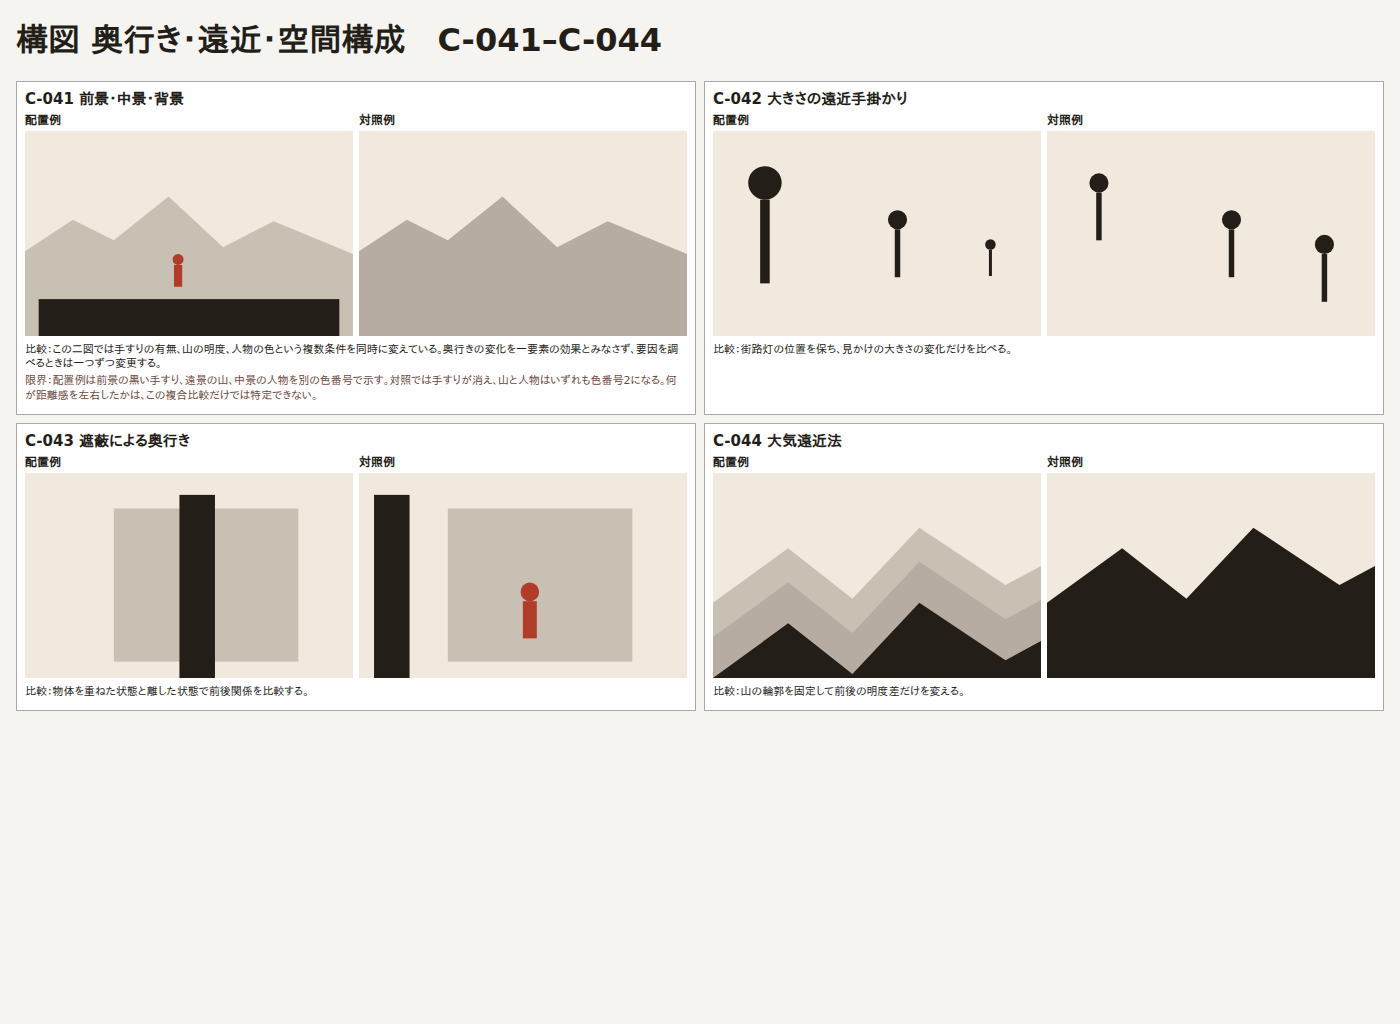 構図 奥行き・遠近・空間構成　C-041–C-044
C-041 前景・中景・背景
配置例
対照例
比較：この二図では手すりの有無、山の明度、人物の色という複数条件を同時に変えている。奥行きの変化を一要素の効果とみなさず、要因を調
べるときは一つずつ変更する。
限界：配置例は前景の黒い手すり、遠景の山、中景の人物を別の色番号で示す。対照では手すりが消え、山と人物はいずれも色番号2になる。何
が距離感を左右したかは、この複合比較だけでは特定できない。
C-042 大きさの遠近手掛かり
配置例
対照例
比較：街路灯の位置を保ち、見かけの大きさの変化だけを比べる。
C-043 遮蔽による奥行き
配置例
対照例
比較：物体を重ねた状態と離した状態で前後関係を比較する。
C-044 大気遠近法
配置例
対照例
比較：山の輪郭を固定して前後の明度差だけを変える。